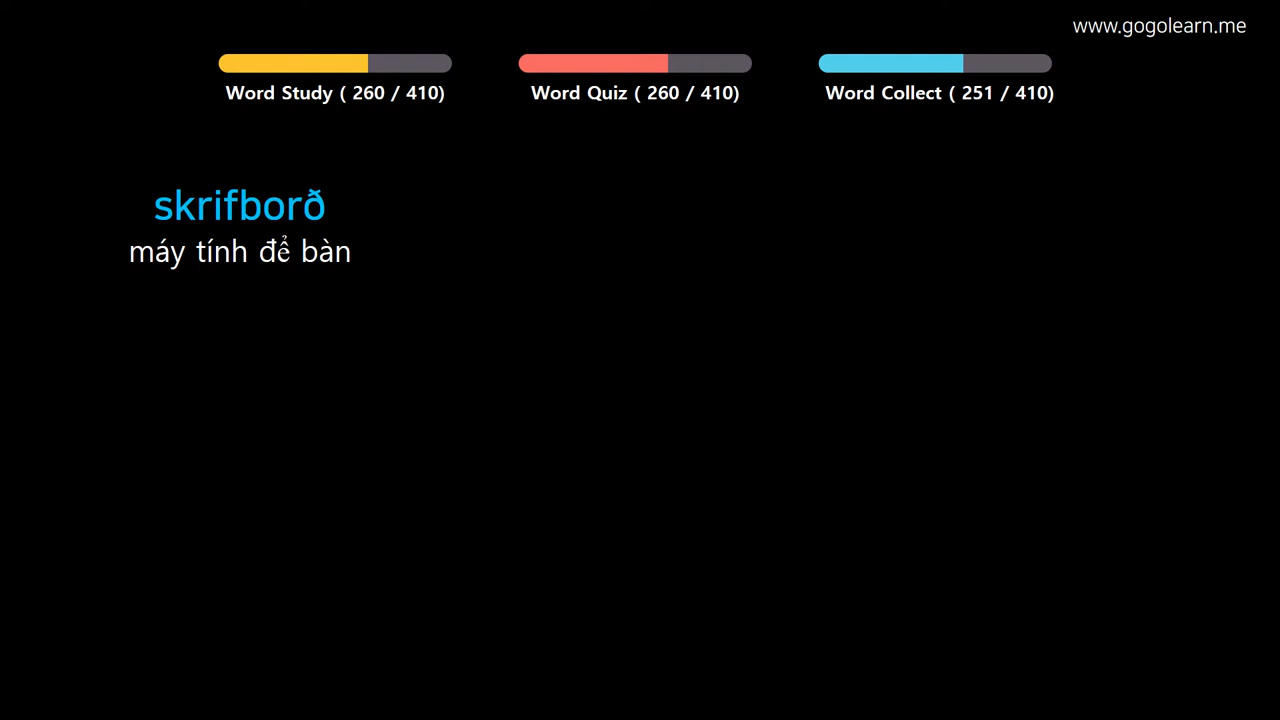 www.gogolearn.me
Word Study ( 260 / 410)
Word Quiz ( 260 / 410)
Word Collect ( 251 / 410)
skrifborð
máy tính để bàn